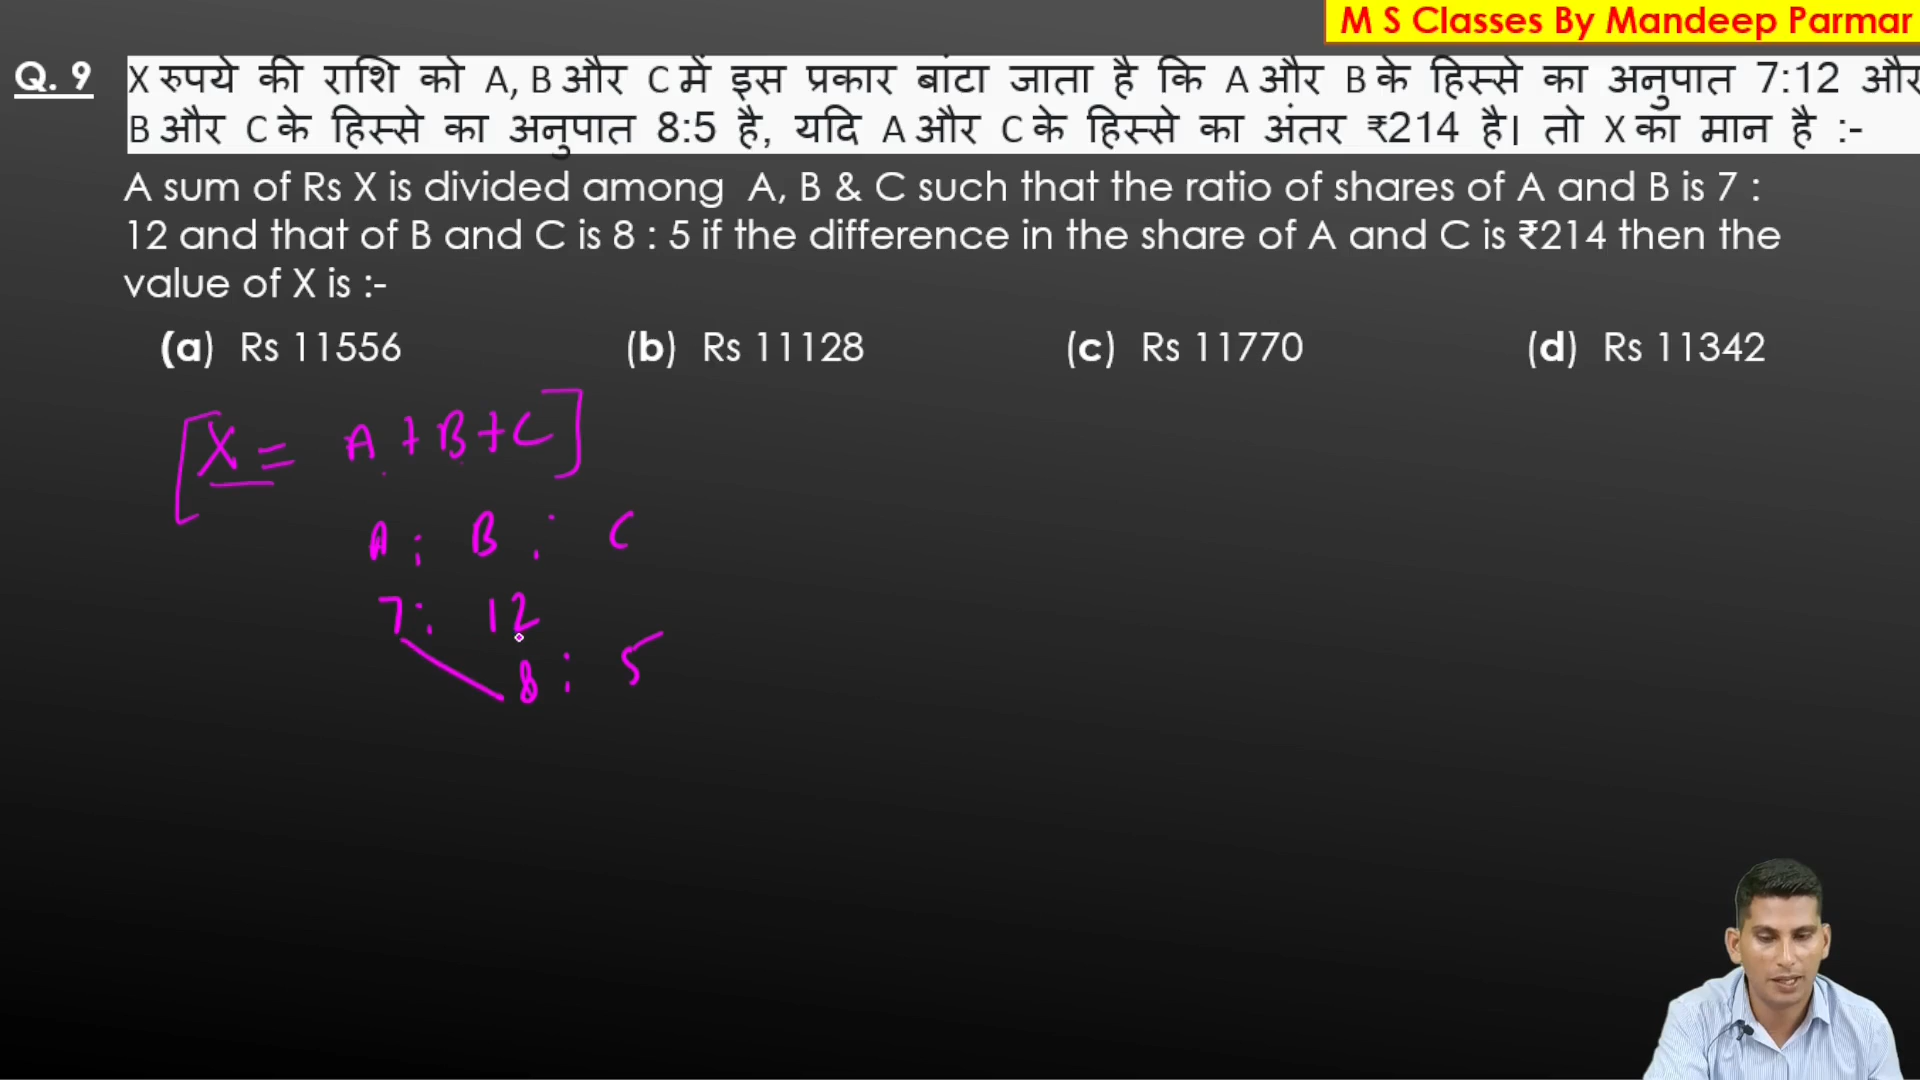 M S Classes By Mandeep Parmar
Q. 9 X रुपये की राशि को A, B और C में इस प्रकार बांटा जाता है कि A और B के हिस्से का अनुपात 7:12 और
B और C के हिस्से का अनुपात 8:5 है, यदि A और C के हिस्से का अंतर ₹214 है। तो X का मान है :-
A sum of Rs X is divided among A, B & C such that the ratio of shares of A and B is 7 :
12 and that of B and C is 8 : 5 if the difference in the share of A and C is ₹214 then the
value of X is :-
(a) Rs 11556 (b) Rs 11128 (c) Rs 11770 (d) Rs 11342
[X = A + B + C]
A : B : C
7 : 12
8 : 5